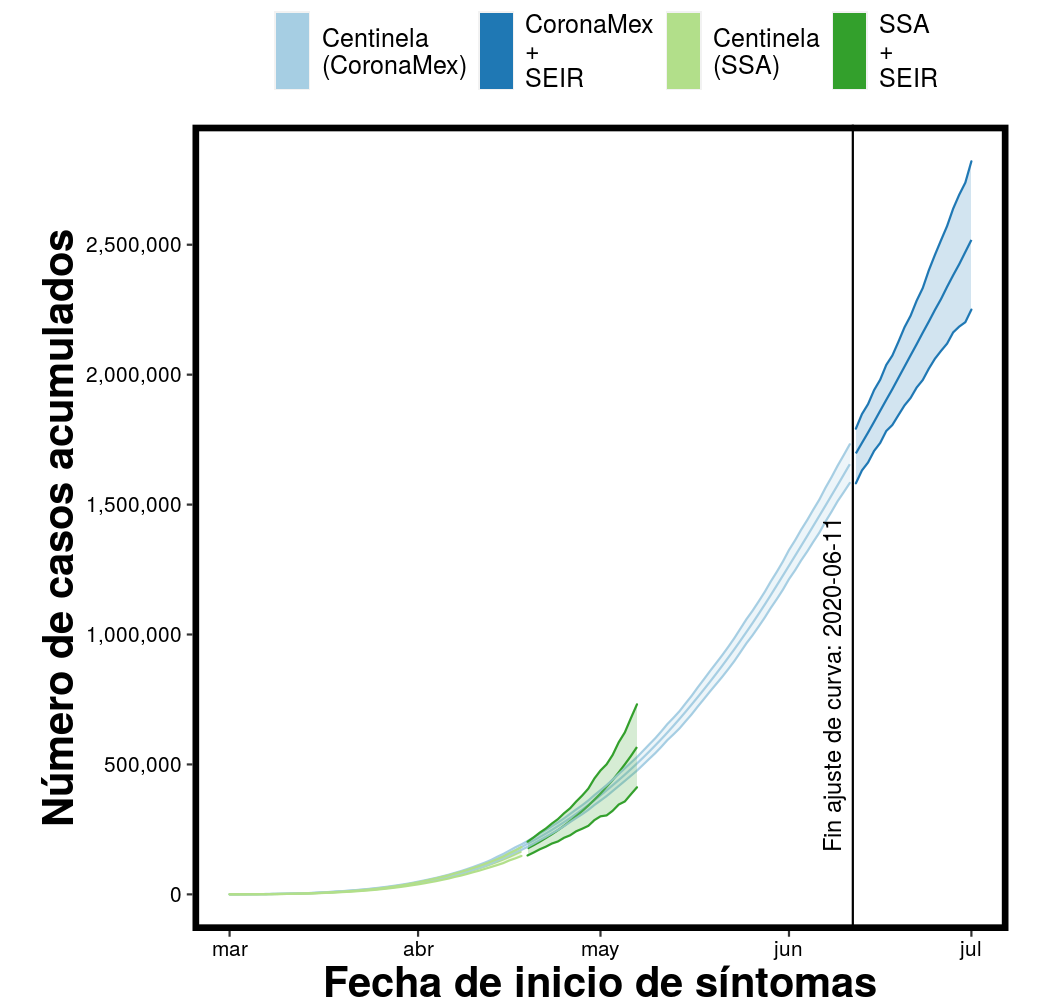 Centinela
(CoronaMex)
CoronaMex
+
SEIR
Centinela
(SSA)
SSA
+
SEIR
Número de casos acumulados
2,500,000
2,000,000
1,500,000
1,000,000
500,000
0
Fin ajuste de curva: 2020-06-11
mar
abr
may
jun
jul
Fecha de inicio de síntomas